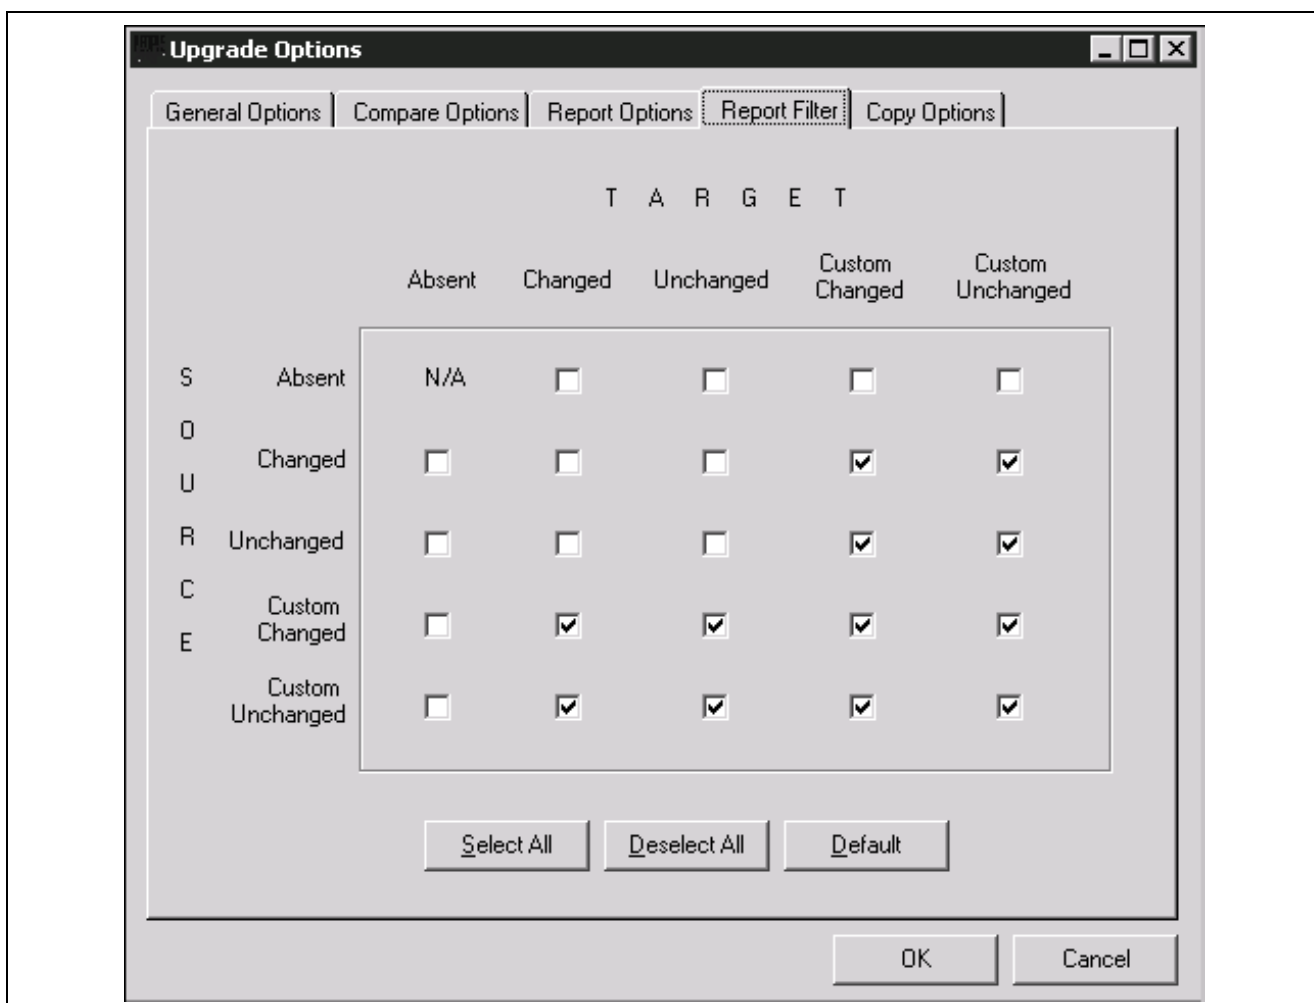 Upgrade Options
General Options
Compare Options
Report Options
Report Filter
Copy Options
T A R G E T
Absent
Changed
Unchanged
Custom
Changed
Custom
Unchanged
S O U R C E
Absent
N/A
Changed
Unchanged
Custom
Changed
Custom
Unchanged
Select All
Deselect All
Default
OK
Cancel